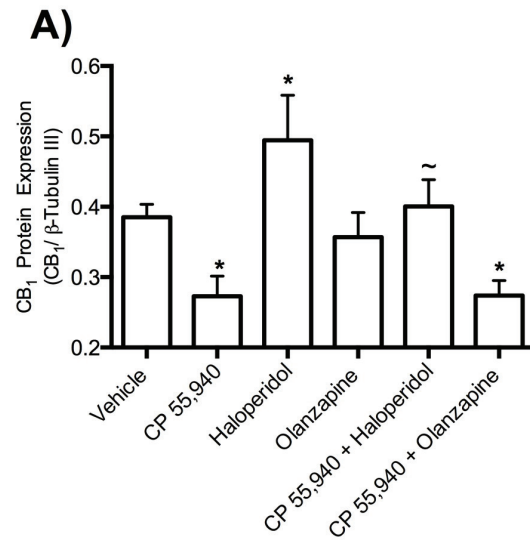 A)
CB₁ Protein Expression
(CB₁/ β-Tubulin III)
0.6
0.5
0.4
0.3
0.2
*
*
~
*
Vehicle
CP 55,940
Haloperidol
Olanzapine
CP 55,940 + Haloperidol
CP 55,940 + Olanzapine